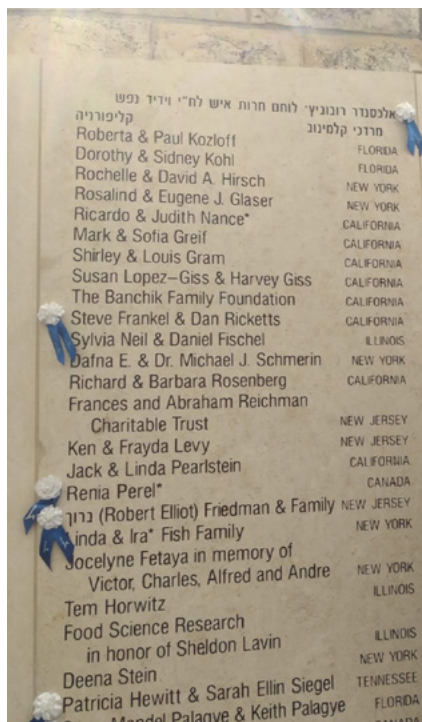 אלכסנדר רונוביץ׳ לוחם חרות איש לח״י וידיד נפש
מרדכי קלמינוב קליפורניה
Roberta & Paul Kozloff FLORIDA
Dorothy & Sidney Kohl FLORIDA
Rochelle & David A. Hirsch NEW YORK
Rosalind & Eugene J. Glaser NEW YORK
Ricardo & Judith Nance* CALIFORNIA
Mark & Sofia Greif CALIFORNIA
Shirley & Louis Gram CALIFORNIA
Susan Lopez-Giss & Harvey Giss CALIFORNIA
The Banchik Family Foundation CALIFORNIA
Steve Frankel & Dan Ricketts CALIFORNIA
Sylvia Neil & Daniel Fischel ILLINOIS
Dafna E. & Dr. Michael J. Schmerin NEW YORK
Richard & Barbara Rosenberg CALIFORNIA
Frances and Abraham Reichman
Charitable Trust NEW JERSEY
Ken & Frayda Levy NEW JERSEY
Jack & Linda Pearlstein CALIFORNIA
Renia Perel* CANADA
נרוך (Robert Elliot) Friedman & Family NEW JERSEY
Linda & Ira* Fish Family NEW YORK
Jocelyne Fetaya in memory of
Victor, Charles, Alfred and Andre NEW YORK
Tem Horwitz ILLINOIS
Food Science Research
in honor of Sheldon Lavin ILLINOIS
Deena Stein NEW YORK
Patricia Hewitt & Sarah Ellin Siegel TENNESSEE
Mandel Palagye & Keith Palagye FLORIDA
CANADA